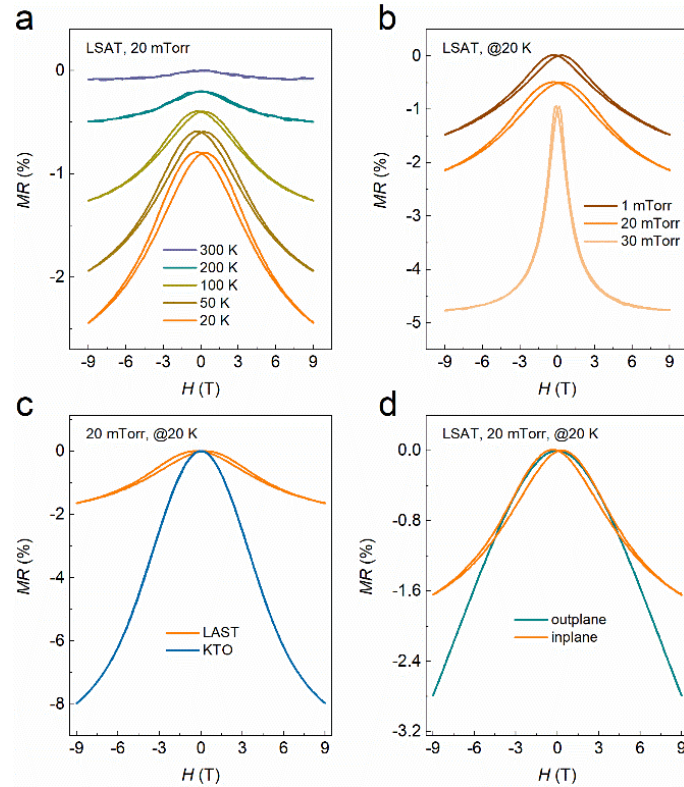 a
LSAT, 20 mTorr
0
-1
-2
MR (%)
300 K
200 K
100 K
50 K
20 K
-9 -6 -3 0 3 6 9
H (T)
b
LSAT, @20 K
0
-1
-2
-3
-4
-5
MR (%)
1 mTorr
20 mTorr
30 mTorr
-9 -6 -3 0 3 6 9
H (T)
c
20 mTorr, @20 K
0
-2
-4
-6
-8
MR (%)
LAST
KTO
-9 -6 -3 0 3 6 9
H (T)
d
LSAT, 20 mTorr, @20 K
0.0
-0.8
-1.6
-2.4
-3.2
MR (%)
outplane
inplane
-9 -6 -3 0 3 6 9
H (T)